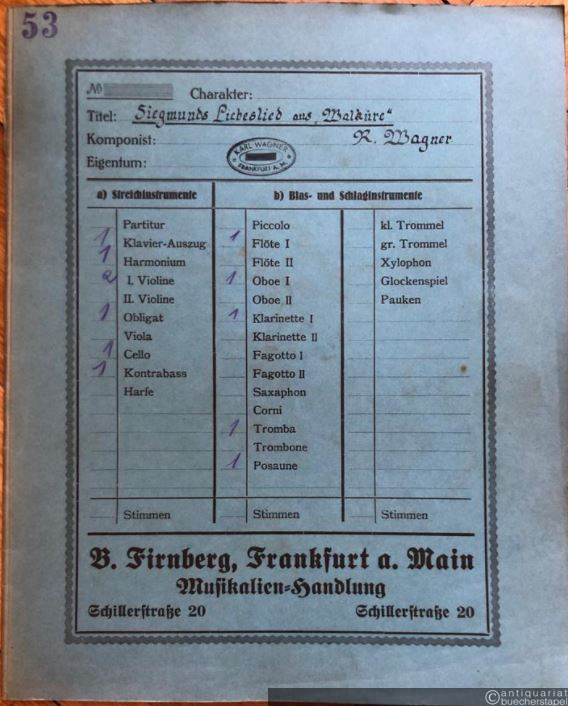 53
№ Charakter:
Titel: Siegmunds Liebeslied aus „Walküre"
Komponist: R. Wagner
Eigentum: KARL WAGNER FRANKFURT A. M.
a) Streichinstrumente
b) Blas- und Schlaginstrumente
Partitur
1 Klavier-Auszug
1 Harmonium
2 I. Violine
II. Violine
1 Obligat
Viola
1 Cello
1 Kontrabass
Harfe
Stimmen
Piccolo
1 Flöte I
Flöte II
1 Oboe I
Oboe II
1 Klarinette I
Klarinette II
Fagotto I
Fagotto II
Saxaphon
Corni
1 Tromba
Trombone
1 Posaune
Stimmen
kl. Trommel
gr. Trommel
Xylophon
Glockenspiel
Pauken
Stimmen
B. Firnberg, Frankfurt a. Main
Musikalien-Handlung
Schillerstraße 20 Schillerstraße 20
©antiquariat
buecherstapel